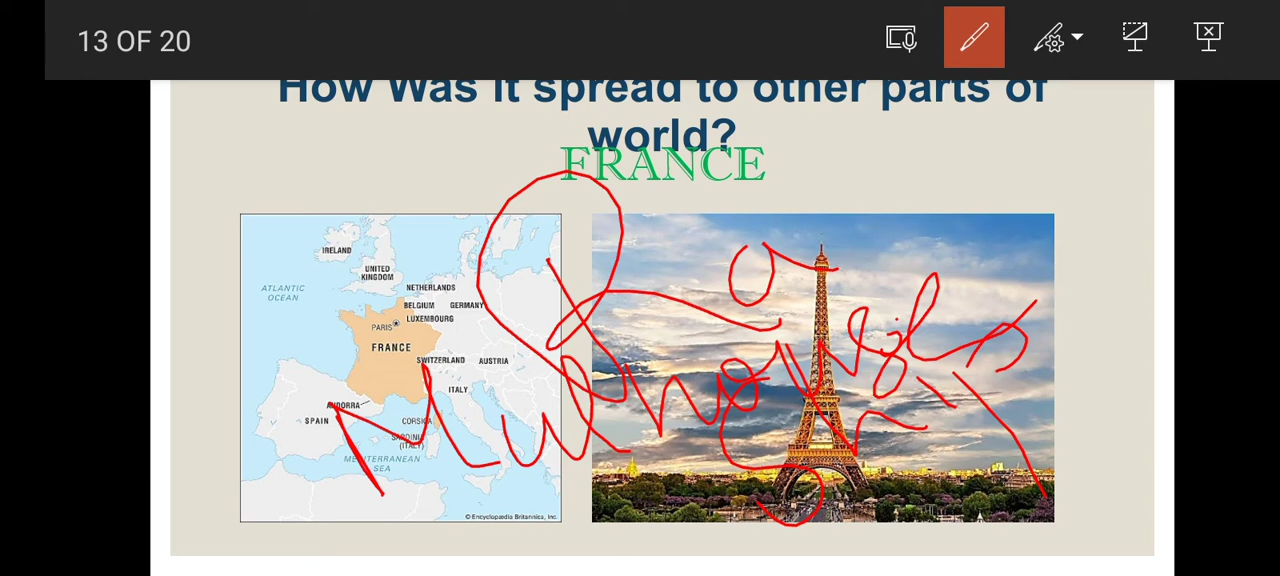 13 OF 20
How Was it spread to other parts of
world?
FRANCE
IRELAND
UNITED
KINGDOM
NETHERLANDS
ATLANTIC
OCEAN
BELGIUM
GERMANY
LUXEMBOURG
PARIS
FRANCE
SWITZERLAND
AUSTRIA
ITALY
ANDORRA
SPAIN
CORSICA
SARDINIA
(ITALY)
MEDITERRANEAN
SEA
© Encyclopædia Britannica, Inc.